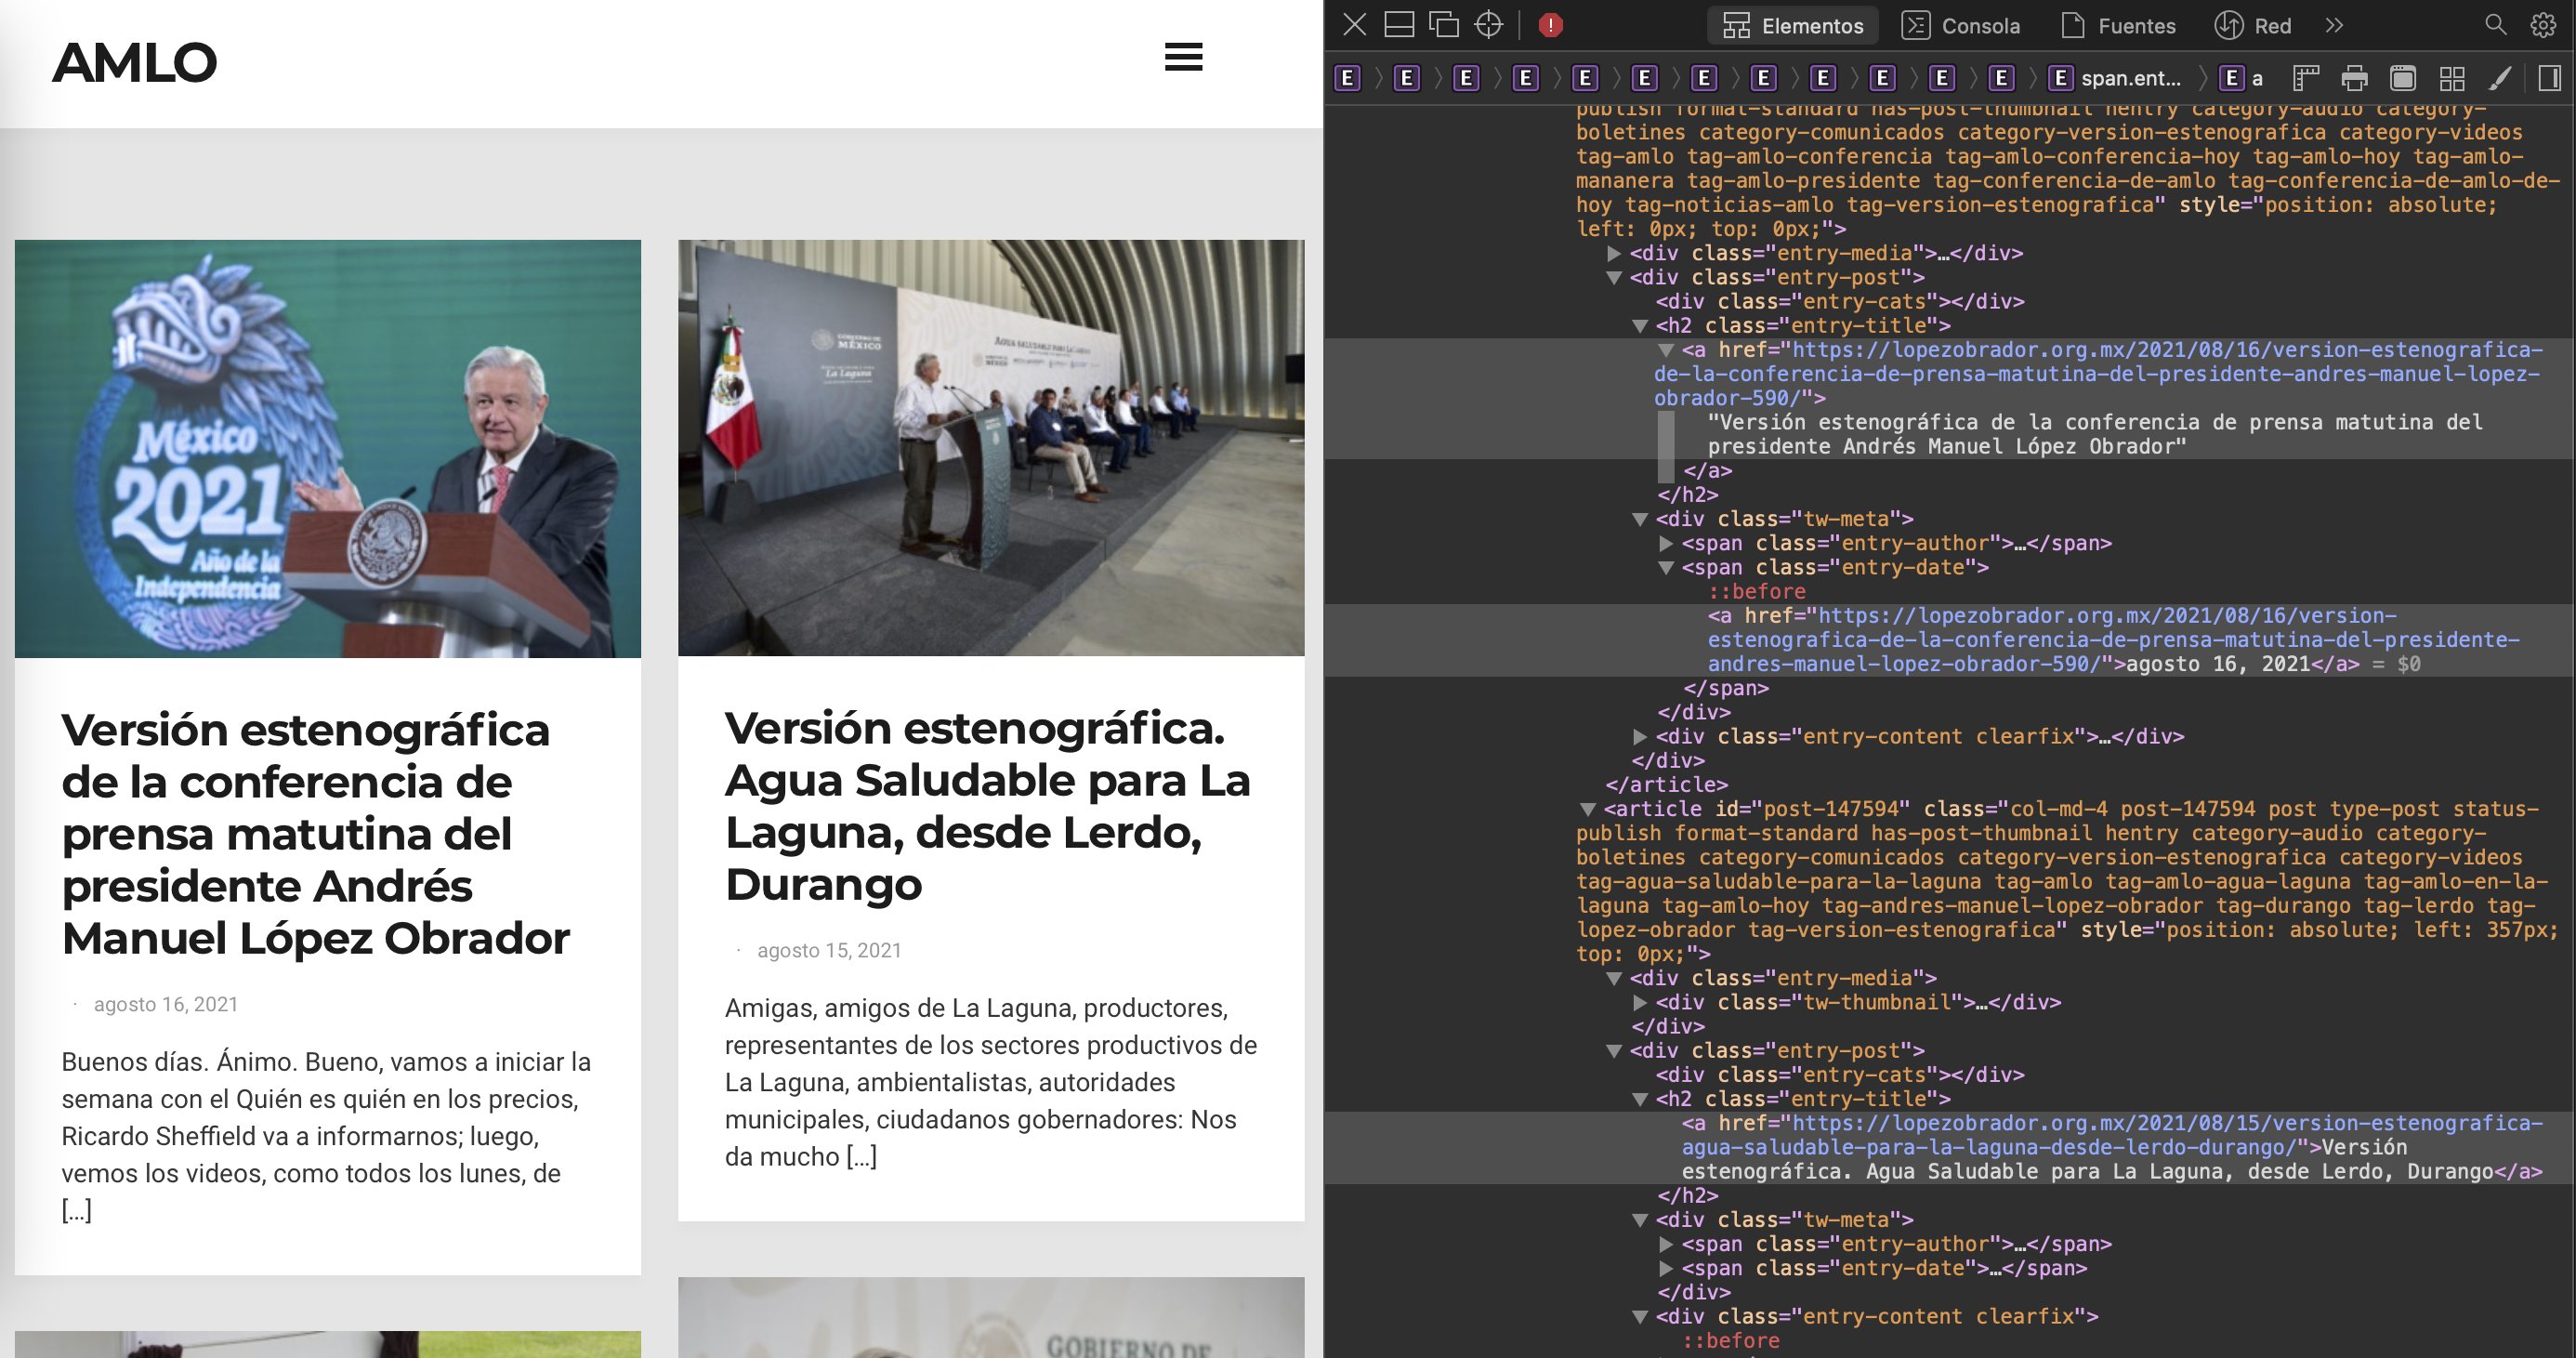 AMLO
México
2021
Año de la
Independencia
GOBIERNO DE
MÉXICO
La Laguna
AGUA SALUDABLE PARA LA LAGUNA
Versión estenográfica
de la conferencia de
prensa matutina del
presidente Andrés
Manuel López Obrador
· agosto 16, 2021
Buenos días. Ánimo. Bueno, vamos a iniciar la
semana con el Quién es quién en los precios,
Ricardo Sheffield va a informarnos; luego,
vemos los videos, como todos los lunes, de
[...]
Versión estenográfica.
Agua Saludable para La
Laguna, desde Lerdo,
Durango
· agosto 15, 2021
Amigas, amigos de La Laguna, productores,
representantes de los sectores productivos de
La Laguna, ambientalistas, autoridades
municipales, ciudadanos gobernadores: Nos
da mucho [...]
GOBIERNO DE
Elementos
Consola
Fuentes
Red
E E E E E E E E E E E E E span.ent... E a
publish format-standard has-post-thumbnail hentry category-audio category-
boletines category-comunicados category-version-estenografica category-videos
tag-amlo tag-amlo-conferencia tag-amlo-conferencia-hoy tag-amlo-hoy tag-amlo-
mananera tag-amlo-presidente tag-conferencia-de-amlo tag-conferencia-de-amlo-de-
hoy tag-noticias-amlo tag-version-estenografica" style="position: absolute;
left: 0px; top: 0px;">
<div class="entry-media">…</div>
<div class="entry-post">
<div class="entry-cats"></div>
<h2 class="entry-title">
<a href="https://lopezobrador.org.mx/2021/08/16/version-estenografica-
de-la-conferencia-de-prensa-matutina-del-presidente-andres-manuel-lopez-
obrador-590/">
"Versión estenográfica de la conferencia de prensa matutina del
presidente Andrés Manuel López Obrador"
</a>
</h2>
<div class="tw-meta">
<span class="entry-author">…</span>
<span class="entry-date">
::before
<a href="https://lopezobrador.org.mx/2021/08/16/version-
estenografica-de-la-conferencia-de-prensa-matutina-del-presidente-
andres-manuel-lopez-obrador-590/">agosto 16, 2021</a> = $0
</span>
</div>
<div class="entry-content clearfix">…</div>
</div>
</article>
<article id="post-147594" class="col-md-4 post-147594 post type-post status-
publish format-standard has-post-thumbnail hentry category-audio category-
boletines category-comunicados category-version-estenografica category-videos
tag-agua-saludable-para-la-laguna tag-amlo tag-amlo-agua-laguna tag-amlo-en-la-
laguna tag-amlo-hoy tag-andres-manuel-lopez-obrador tag-durango tag-lerdo tag-
lopez-obrador tag-version-estenografica" style="position: absolute; left: 357px;
top: 0px;">
<div class="entry-media">
<div class="tw-thumbnail">…</div>
</div>
<div class="entry-post">
<div class="entry-cats"></div>
<h2 class="entry-title">
<a href="https://lopezobrador.org.mx/2021/08/15/version-estenografica-
agua-saludable-para-la-laguna-desde-lerdo-durango/">Versión
estenográfica. Agua Saludable para La Laguna, desde Lerdo, Durango</a>
</h2>
<div class="tw-meta">
<span class="entry-author">…</span>
<span class="entry-date">…</span>
</div>
<div class="entry-content clearfix">
::before